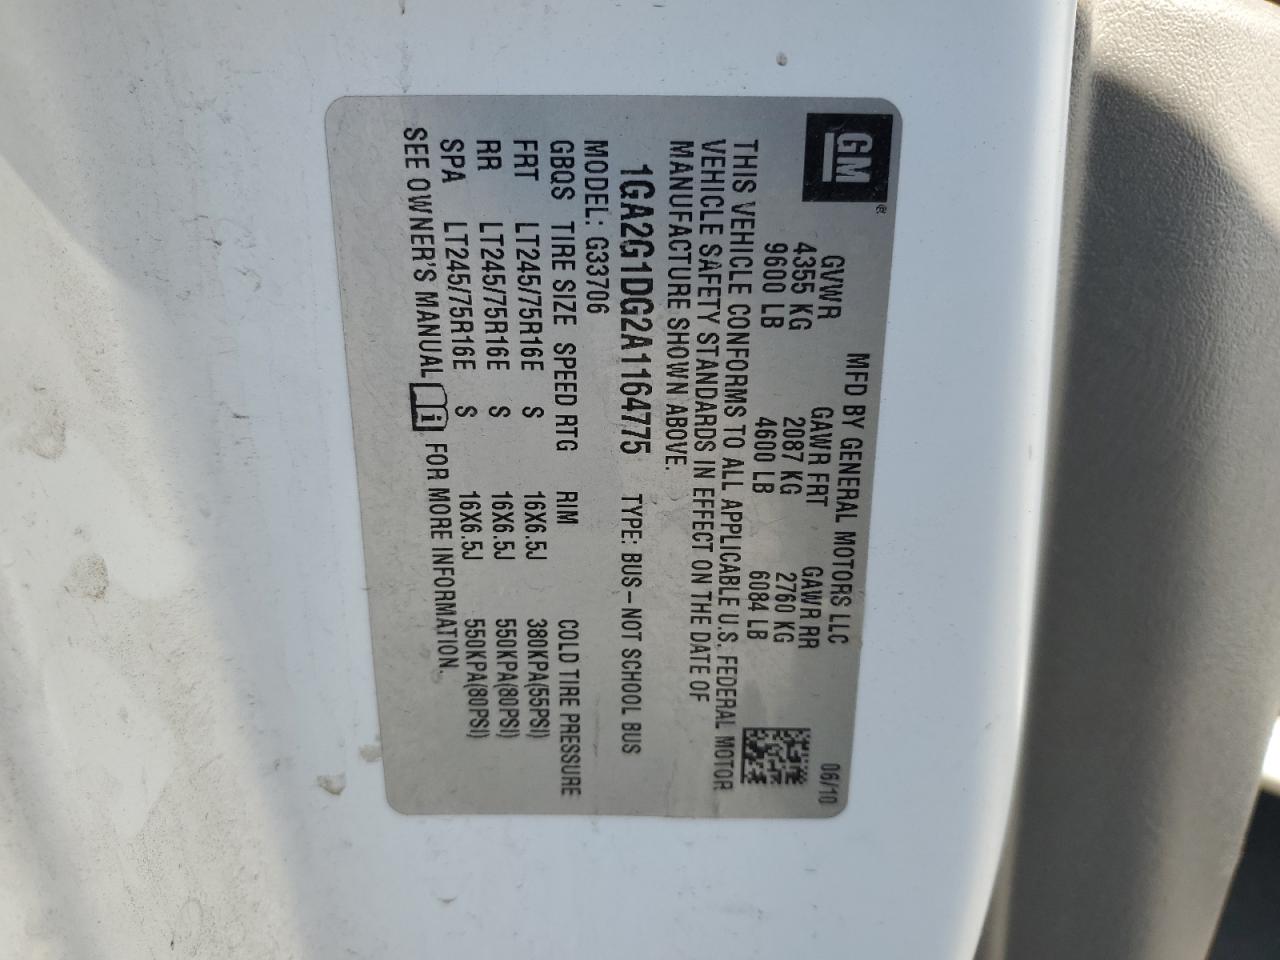 GM ®
MFD BY GENERAL MOTORS LLC 06/10
GVWR GAWR FRT GAWR RR
4355 KG 2087 KG 2760 KG
9600 LB 4600 LB 6084 LB
THIS VEHICLE CONFORMS TO ALL APPLICABLE U.S. FEDERAL MOTOR
VEHICLE SAFETY STANDARDS IN EFFECT ON THE DATE OF
MANUFACTURE SHOWN ABOVE.
1GA2G1DG2A1164775 TYPE: BUS-NOT SCHOOL BUS
MODEL: G33706
GBQS TIRE SIZE SPEED RTG RIM COLD TIRE PRESSURE
FRT LT245/75R16E S 16X6.5J 380KPA(55PSI)
RR LT245/75R16E S 16X6.5J 550KPA(80PSI)
SPA LT245/75R16E S 16X6.5J 550KPA(80PSI)
SEE OWNER'S MANUAL i FOR MORE INFORMATION.